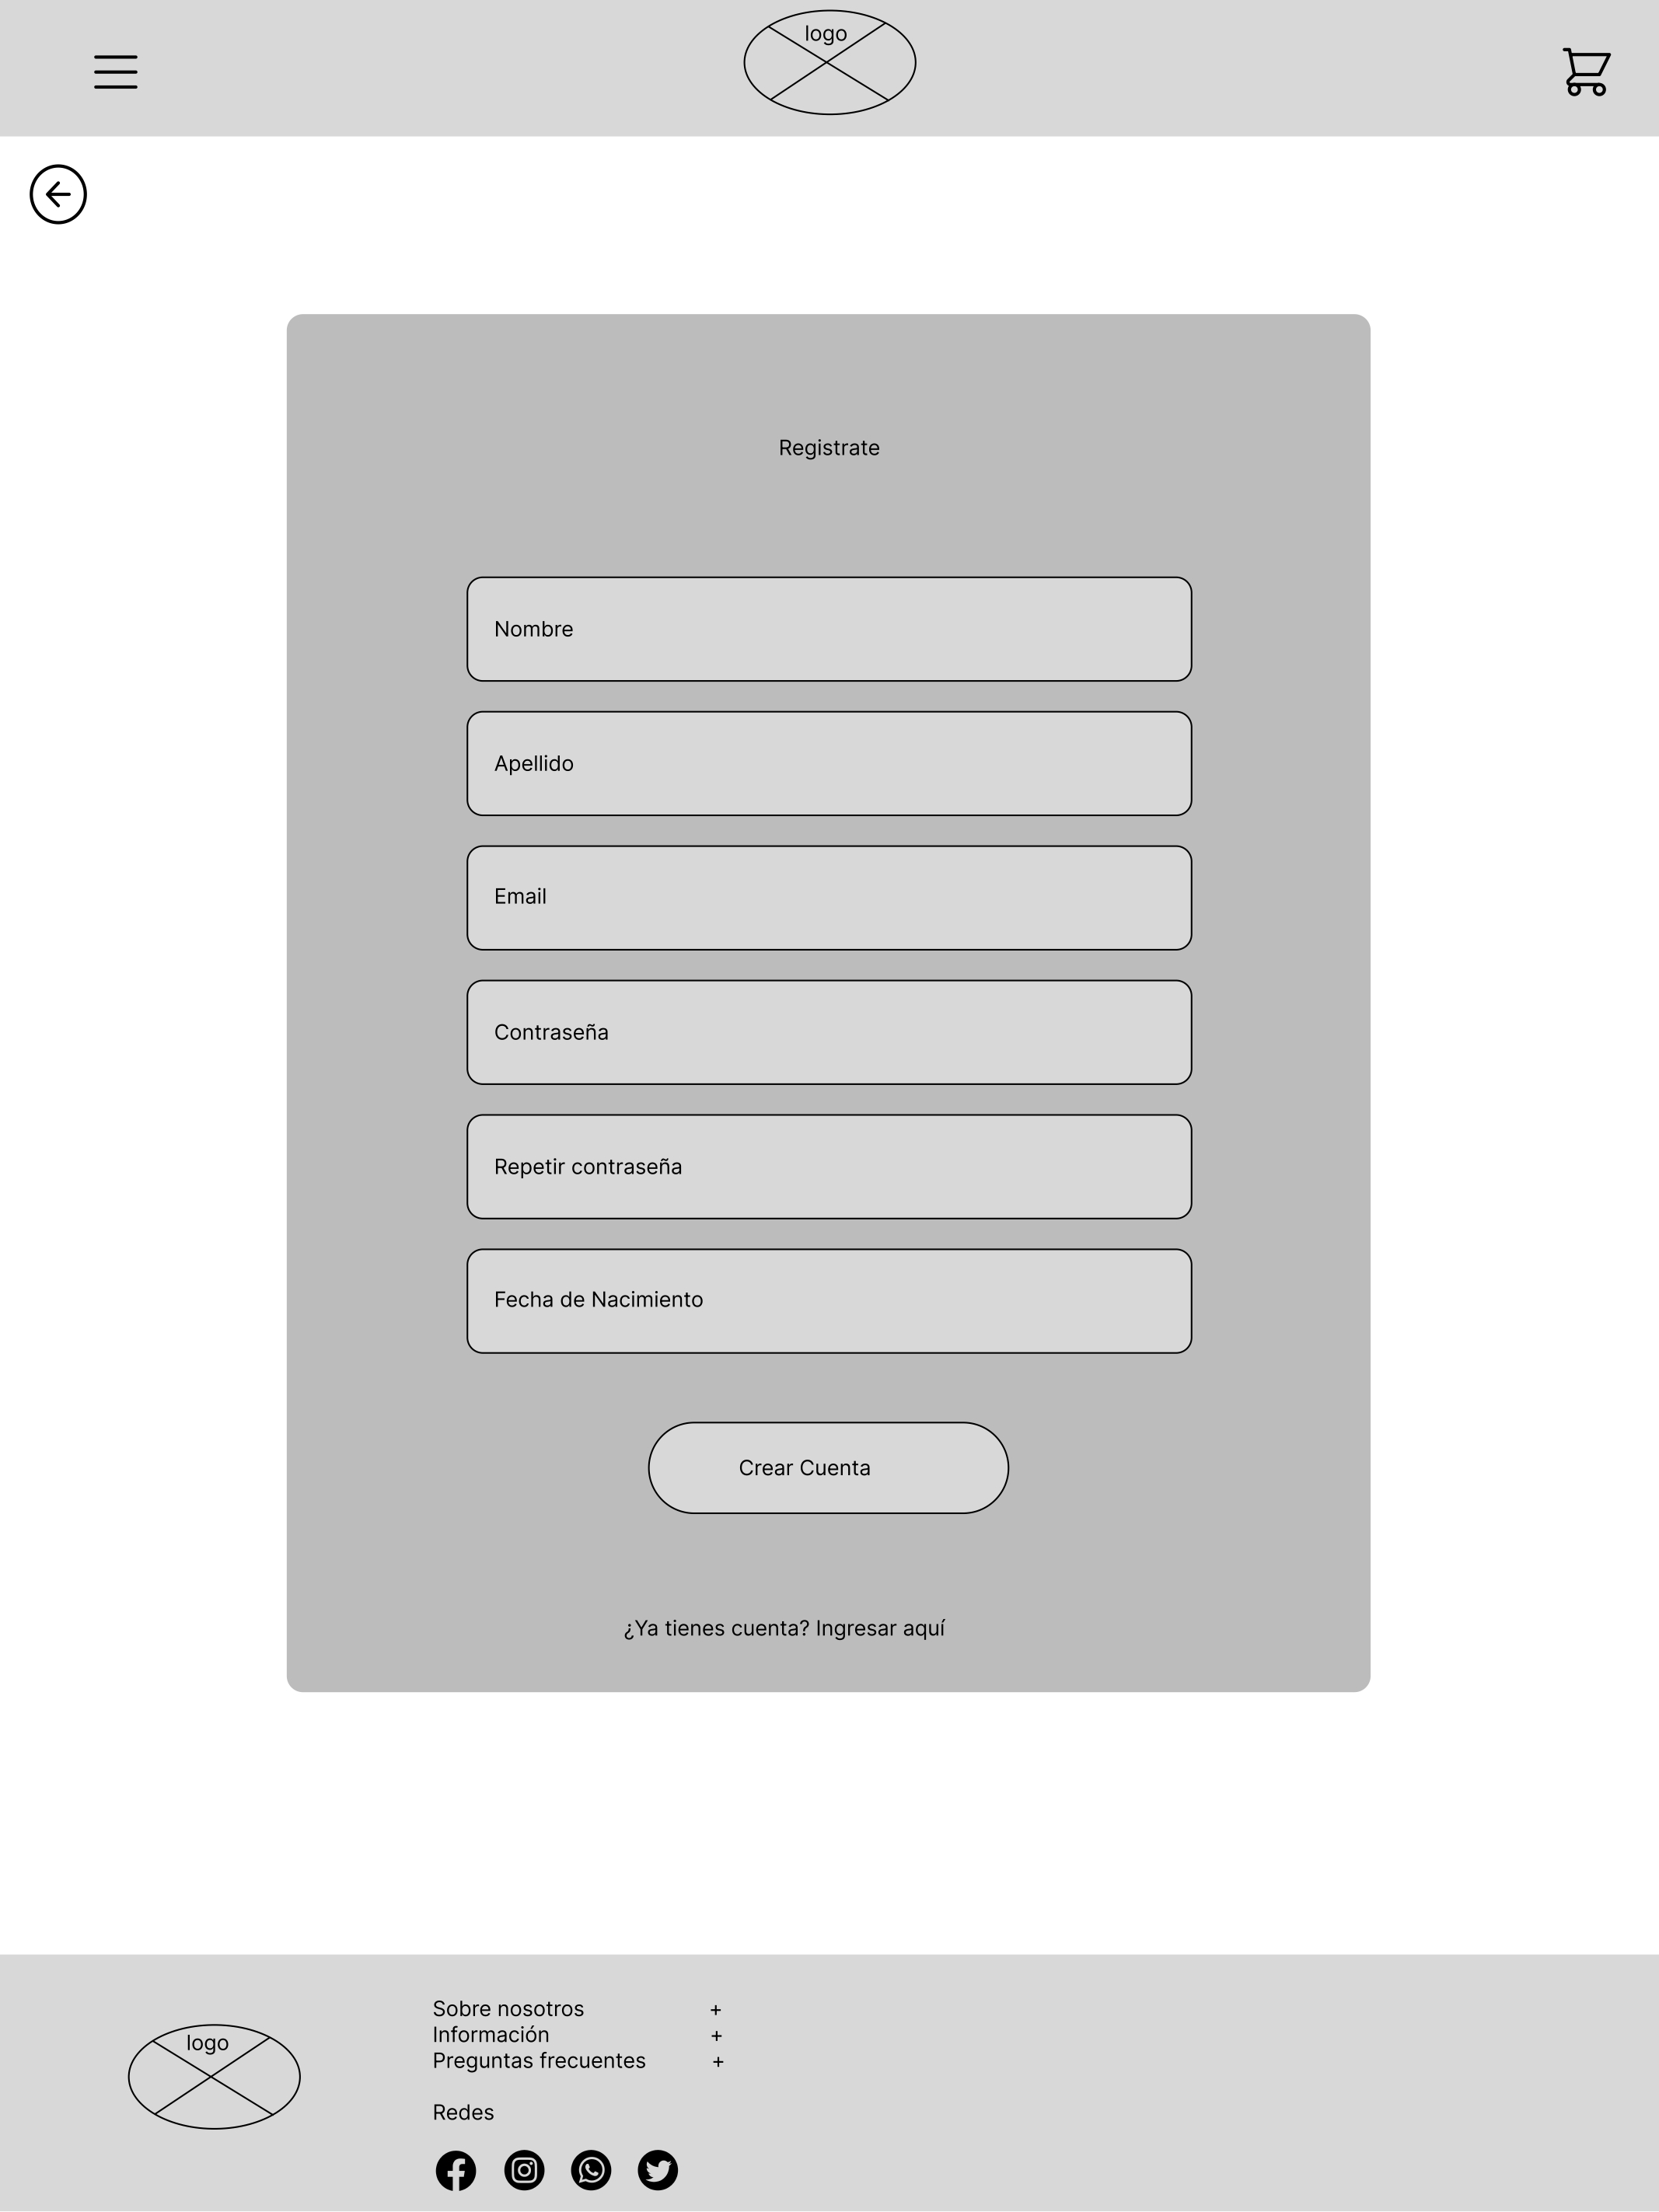 logo
Registrate
Nombre
Apellido
Email
Contraseña
Repetir contraseña
Fecha de Nacimiento
Crear Cuenta
¿Ya tienes cuenta? Ingresar aquí
logo
Sobre nosotros +
Información +
Preguntas frecuentes +
Redes